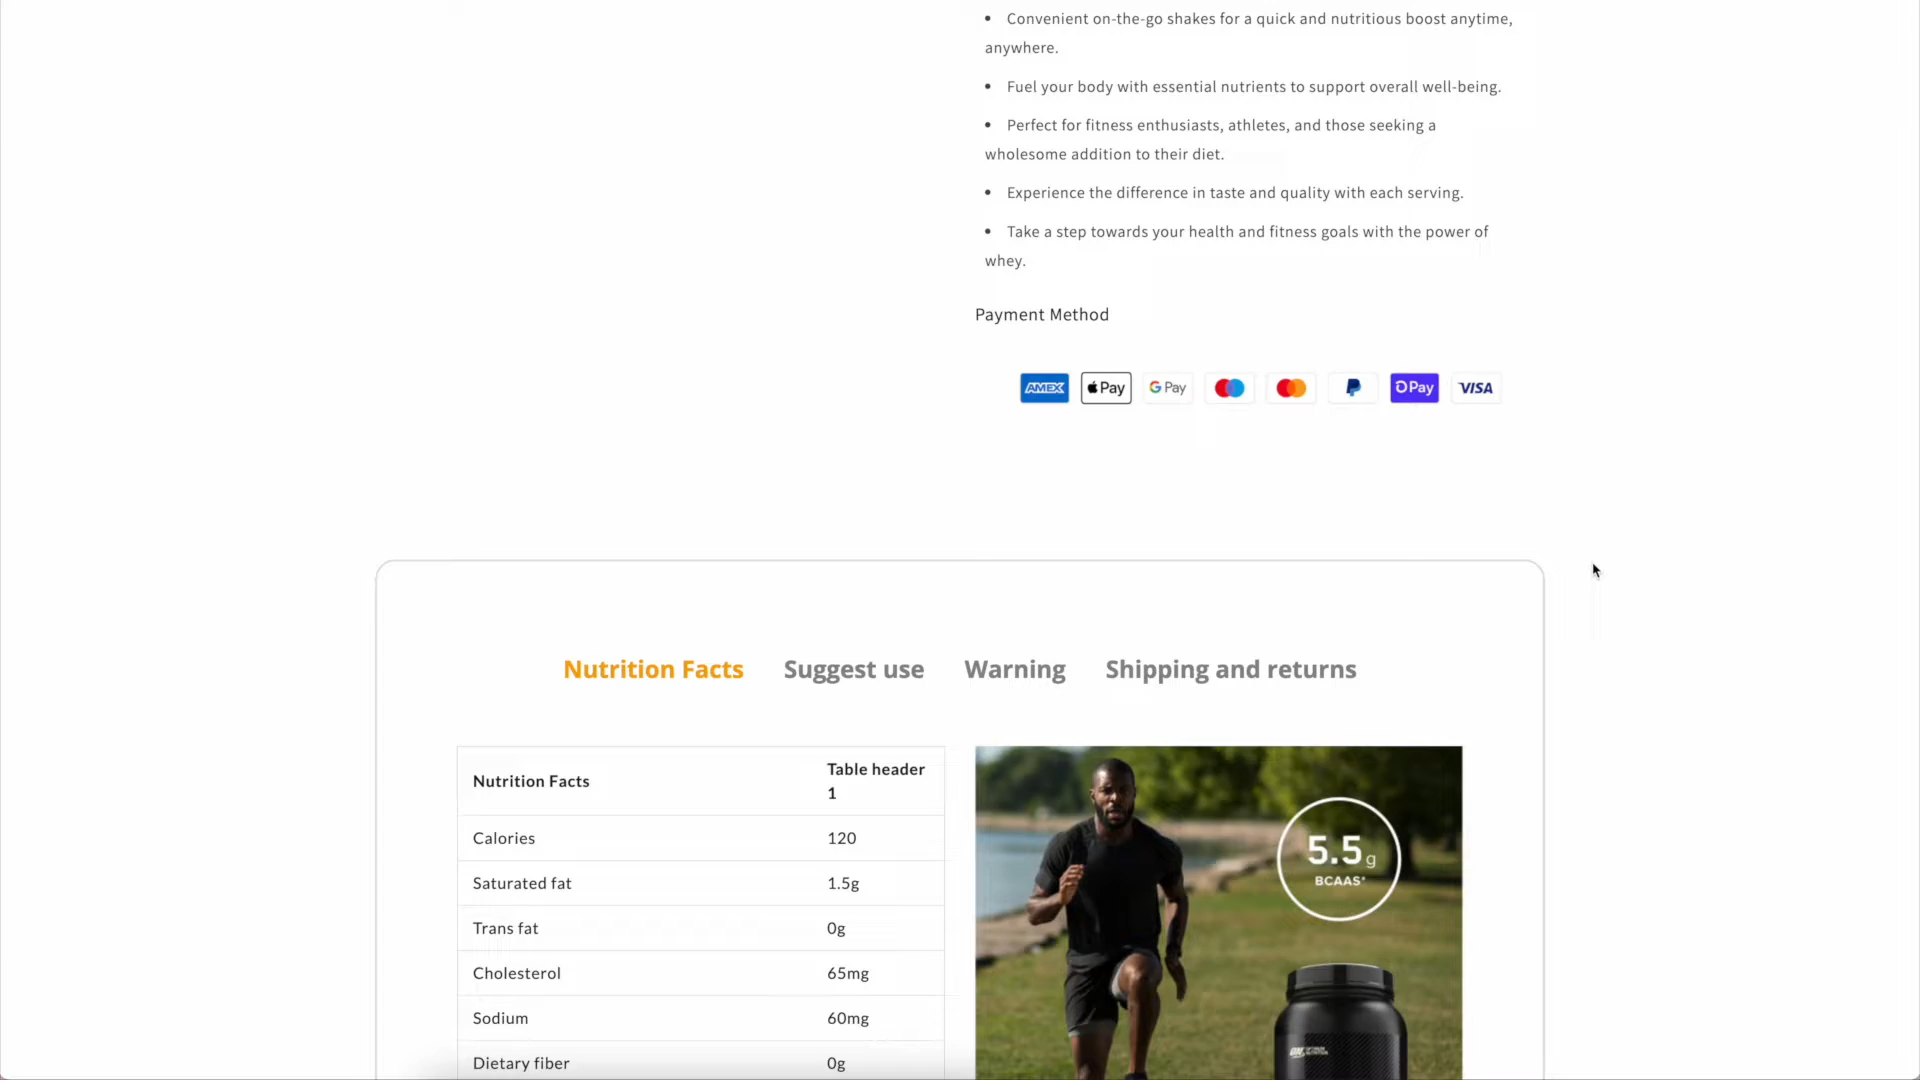 • Convenient on-the-go shakes for a quick and nutritious boost anytime,
anywhere.
• Fuel your body with essential nutrients to support overall well-being.
• Perfect for fitness enthusiasts, athletes, and those seeking a
wholesome addition to their diet.
• Experience the difference in taste and quality with each serving.
• Take a step towards your health and fitness goals with the power of
whey.
Payment Method
AMEX Pay G Pay Pay VISA
Nutrition Facts Suggest use Warning Shipping and returns
Nutrition Facts Table header
1
Calories 120
Saturated fat 1.5g
Trans fat 0g
Cholesterol 65mg
Sodium 60mg
Dietary fiber 0g
5.5g
BCAAS*
ON OPTIMUM
NUTRITION